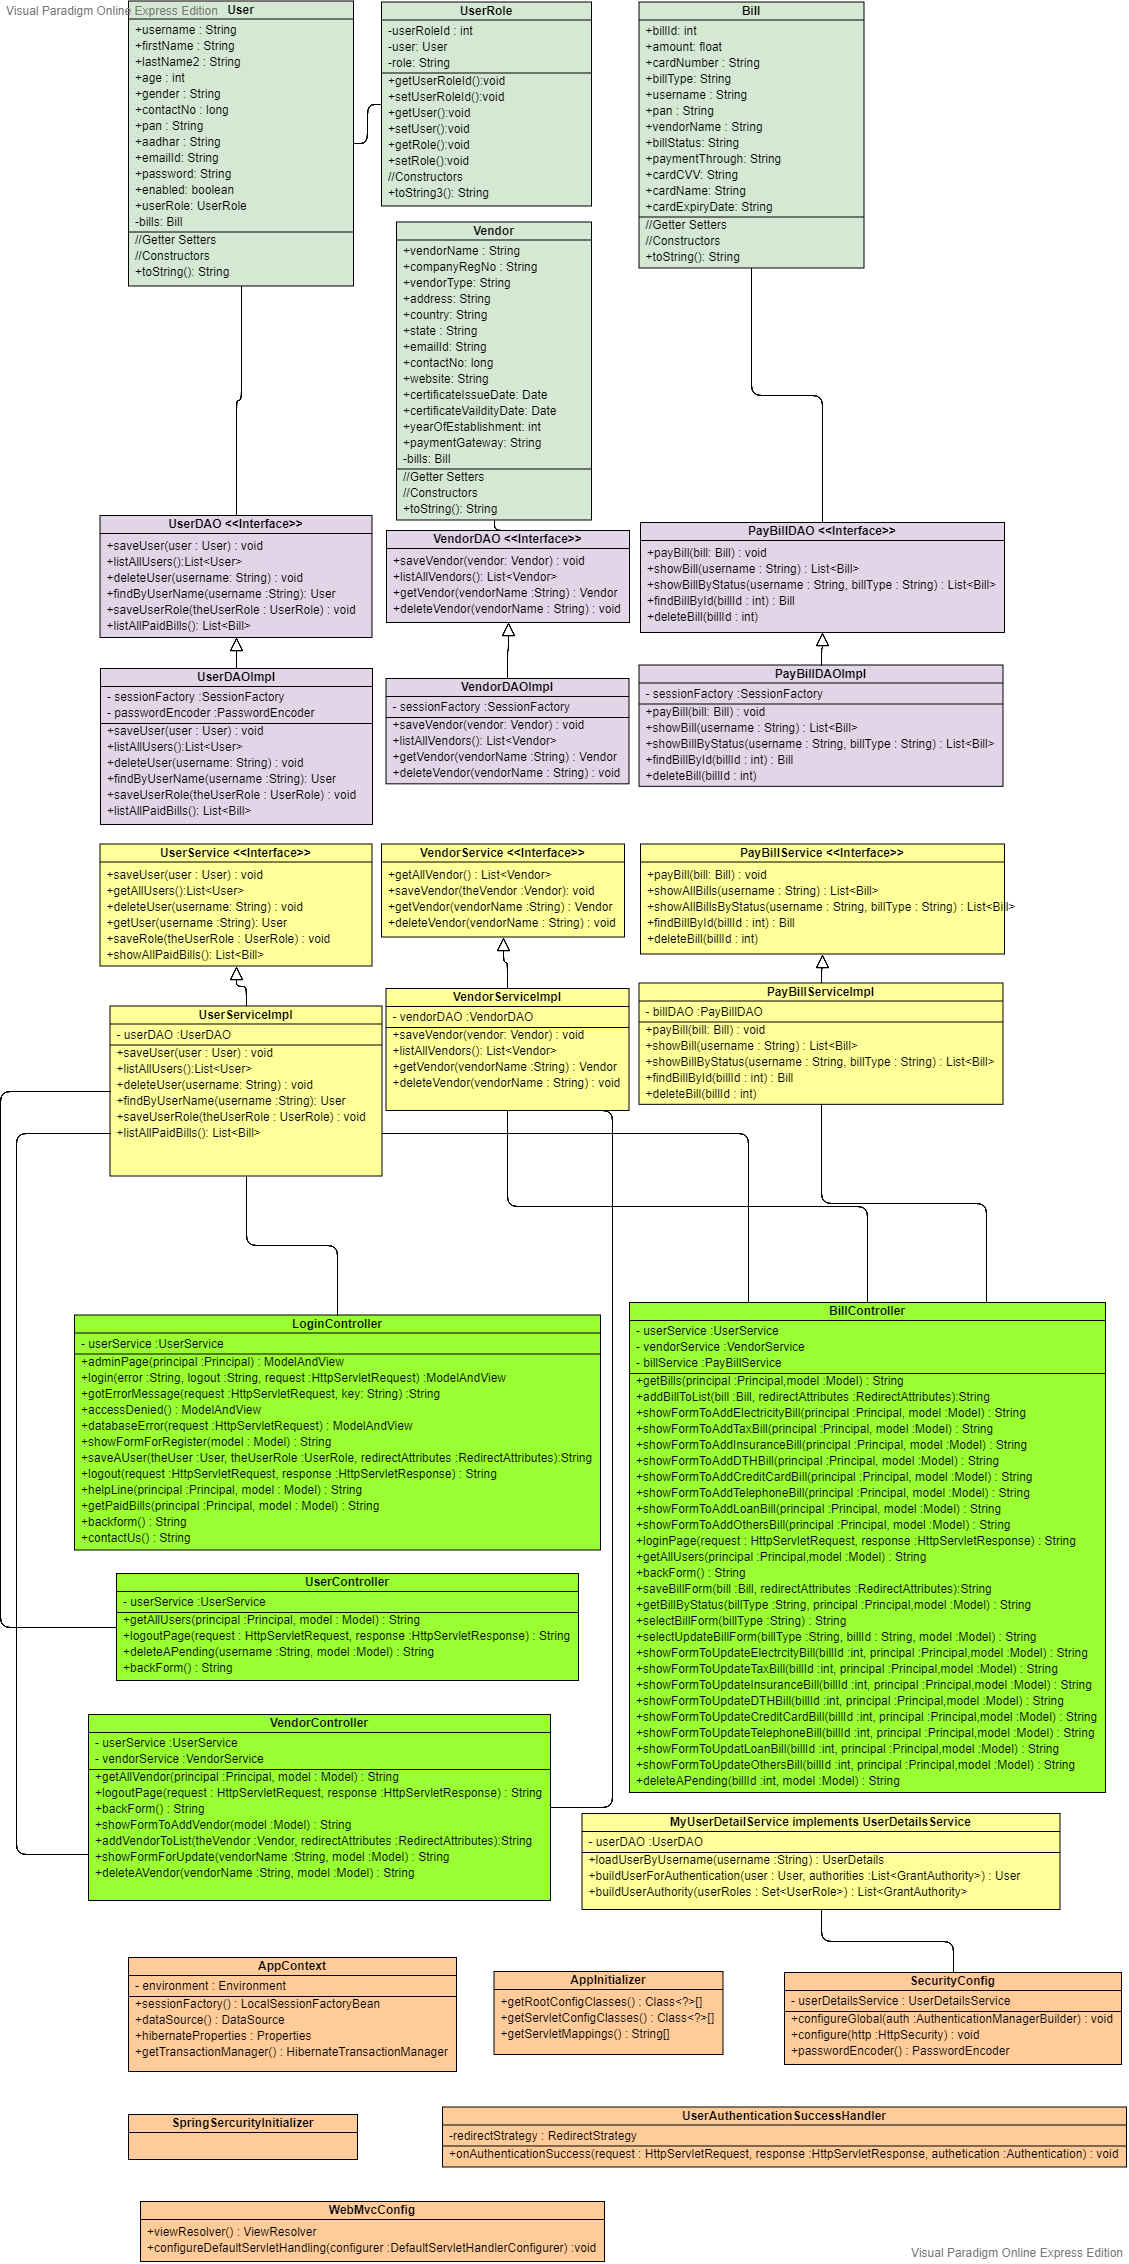 Visual Paradigm Online Express Edition
User
+username : String
+firstName : String
+lastName2 : String
+age : int
+gender : String
+contactNo : long
+pan : String
+aadhar : String
+emailId: String
+password: String
+enabled: boolean
+userRole: UserRole
-bills: Bill
//Getter Setters
//Constructors
+toString(): String
UserRole
-userRoleId : int
-user: User
-role: String
+getUserRoleId():void
+setUserRoleId():void
+getUser():void
+setUser():void
+getRole():void
+setRole():void
//Constructors
+toString3(): String
Bill
+billId: int
+amount: float
+cardNumber : String
+billType: String
+username : String
+pan : String
+vendorName : String
+billStatus: String
+paymentThrough: String
+cardCVV: String
+cardName: String
+cardExpiryDate: String
//Getter Setters
//Constructors
+toString(): String
Vendor
+vendorName : String
+companyRegNo : String
+vendorType: String
+address: String
+country: String
+state : String
+emailId: String
+contactNo: long
+website: String
+certificateIssueDate: Date
+certificateVaildityDate: Date
+yearOfEstablishment: int
+paymentGateway: String
-bills: Bill
//Getter Setters
//Constructors
+toString(): String
UserDAO <<Interface>>
+saveUser(user : User) : void
+listAllUsers():List<User>
+deleteUser(username: String) : void
+findByUserName(username :String): User
+saveUserRole(theUserRole : UserRole) : void
+listAllPaidBills(): List<Bill>
VendorDAO <<Interface>>
+saveVendor(vendor: Vendor) : void
+listAllVendors(): List<Vendor>
+getVendor(vendorName :String) : Vendor
+deleteVendor(vendorName : String) : void
PayBillDAO <<Interface>>
+payBill(bill: Bill) : void
+showBill(username : String) : List<Bill>
+showBillByStatus(username : String, billType : String) : List<Bill>
+findBillById(billId : int) : Bill
+deleteBill(billId : int)
UserDAOImpl
- sessionFactory :SessionFactory
- passwordEncoder :PasswordEncoder
+saveUser(user : User) : void
+listAllUsers():List<User>
+deleteUser(username: String) : void
+findByUserName(username :String): User
+saveUserRole(theUserRole : UserRole) : void
+listAllPaidBills(): List<Bill>
VendorDAOImpl
- sessionFactory :SessionFactory
+saveVendor(vendor: Vendor) : void
+listAllVendors(): List<Vendor>
+getVendor(vendorName :String) : Vendor
+deleteVendor(vendorName : String) : void
PayBillDAOImpl
- sessionFactory :SessionFactory
+payBill(bill: Bill) : void
+showBill(username : String) : List<Bill>
+showBillByStatus(username : String, billType : String) : List<Bill>
+findBillById(billId : int) : Bill
+deleteBill(billId : int)
UserService <<Interface>>
+saveUser(user : User) : void
+getAllUsers():List<User>
+deleteUser(username: String) : void
+getUser(username :String): User
+saveRole(theUserRole : UserRole) : void
+showAllPaidBills(): List<Bill>
VendorService <<Interface>>
+getAllVendor() : List<Vendor>
+saveVendor(theVendor :Vendor): void
+getVendor(vendorName :String) : Vendor
+deleteVendor(vendorName : String) : void
PayBillService <<Interface>>
+payBill(bill: Bill) : void
+showAllBills(username : String) : List<Bill>
+showAllBillsByStatus(username : String, billType : String) : List<Bill>
+findBillById(billId : int) : Bill
+deleteBill(billId : int)
UserServiceImpl
- userDAO :UserDAO
+saveUser(user : User) : void
+listAllUsers():List<User>
+deleteUser(username: String) : void
+findByUserName(username :String): User
+saveUserRole(theUserRole : UserRole) : void
+listAllPaidBills(): List<Bill>
VendorServiceImpl
- vendorDAO :VendorDAO
+saveVendor(vendor: Vendor) : void
+listAllVendors(): List<Vendor>
+getVendor(vendorName :String) : Vendor
+deleteVendor(vendorName : String) : void
PayBillServiceImpl
- billDAO :PayBillDAO
+payBill(bill: Bill) : void
+showBill(username : String) : List<Bill>
+showBillByStatus(username : String, billType : String) : List<Bill>
+findBillById(billId : int) : Bill
+deleteBill(billId : int)
LoginController
- userService :UserService
+adminPage(principal :Principal) : ModelAndView
+login(error :String, logout :String, request :HttpServletRequest) :ModelAndView
+gotErrorMessage(request :HttpServletRequest, key: String) :String
+accessDenied() : ModelAndView
+databaseError(request :HttpServletRequest) : ModelAndView
+showFormForRegister(model : Model) : String
+saveAUser(theUser :User, theUserRole :UserRole, redirectAttributes :RedirectAttributes):String
+logout(request :HttpServletRequest, response :HttpServletResponse) : String
+helpLine(principal :Principal, model : Model) : String
+getPaidBills(principal :Principal, model : Model) : String
+backform() : String
+contactUs() : String
BillController
- userService :UserService
- vendorService :VendorService
- billService :PayBillService
+getBills(principal :Principal,model :Model) : String
+addBillToList(bill :Bill, redirectAttributes :RedirectAttributes):String
+showFormToAddElectricityBill(principal :Principal, model :Model) : String
+showFormToAddTaxBill(principal :Principal, model :Model) : String
+showFormToAddInsuranceBill(principal :Principal, model :Model) : String
+showFormToAddDTHBill(principal :Principal, model :Model) : String
+showFormToAddCreditCardBill(principal :Principal, model :Model) : String
+showFormToAddTelephoneBill(principal :Principal, model :Model) : String
+showFormToAddLoanBill(principal :Principal, model :Model) : String
+showFormToAddOthersBill(principal :Principal, model :Model) : String
+loginPage(request : HttpServletRequest, response :HttpServletResponse) : String
+getAllUsers(principal :Principal,model :Model) : String
+backForm() : String
+saveBillForm(bill :Bill, redirectAttributes :RedirectAttributes):String
+getBillByStatus(billType :String, principal :Principal,model :Model) : String
+selectBillForm(billType :String) : String
+selectUpdateBillForm(billType :String, billId : String, model :Model) : String
+showFormToUpdateElectrcityBill(billId :int, principal :Principal,model :Model) : String
+showFormToUpdateTaxBill(billId :int, principal :Principal,model :Model) : String
+showFormToUpdateInsuranceBill(billId :int, principal :Principal,model :Model) : String
+showFormToUpdateDTHBill(billId :int, principal :Principal,model :Model) : String
+showFormToUpdateCreditCardBill(billId :int, principal :Principal,model :Model) : String
+showFormToUpdateTelephoneBill(billId :int, principal :Principal,model :Model) : String
+showFormToUpdatLoanBill(billId :int, principal :Principal,model :Model) : String
+showFormToUpdateOthersBill(billId :int, principal :Principal,model :Model) : String
+deleteAPending(billId :int, model :Model) : String
UserController
- userService :UserService
+getAllUsers(principal :Principal, model : Model) : String
+logoutPage(request : HttpServletRequest, response :HttpServletResponse) : String
+deleteAPending(username :String, model :Model) : String
+backForm() : String
VendorController
- userService :UserService
- vendorService :VendorService
+getAllVendor(principal :Principal, model : Model) : String
+logoutPage(request : HttpServletRequest, response :HttpServletResponse) : String
+backForm() : String
+showFormToAddVendor(model :Model) : String
+addVendorToList(theVendor :Vendor, redirectAttributes :RedirectAttributes):String
+showFormForUpdate(vendorName :String, model :Model) : String
+deleteAVendor(vendorName :String, model :Model) : String
MyUserDetailService implements UserDetailsService
- userDAO :UserDAO
+loadUserByUsername(username :String) : UserDetails
+buildUserForAuthentication(user : User, authorities :List<GrantAuthority>) : User
+buildUserAuthority(userRoles : Set<UserRole>) : List<GrantAuthority>
AppContext
- environment : Environment
+sessionFactory() : LocalSessionFactoryBean
+dataSource() : DataSource
+hibernateProperties : Properties
+getTransactionManager() : HibernateTransactionManager
AppInitializer
+getRootConfigClasses() : Class<?>[]
+getServletConfigClasses() : Class<?>[]
+getServletMappings() : String[]
SecurityConfig
- userDetailsService : UserDetailsService
+configureGlobal(auth :AuthenticationManagerBuilder) : void
+configure(http :HttpSecurity) : void
+passwordEncoder() : PasswordEncoder
SpringSercurityInitializer
UserAuthenticationSuccessHandler
-redirectStrategy : RedirectStrategy
+onAuthenticationSuccess(request : HttpServletRequest, response :HttpServletResponse, authetication :Authentication) : void
WebMvcConfig
+viewResolver() : ViewResolver
+configureDefaultServletHandling(configurer :DefaultServletHandlerConfigurer) :void
Visual Paradigm Online Express Edition